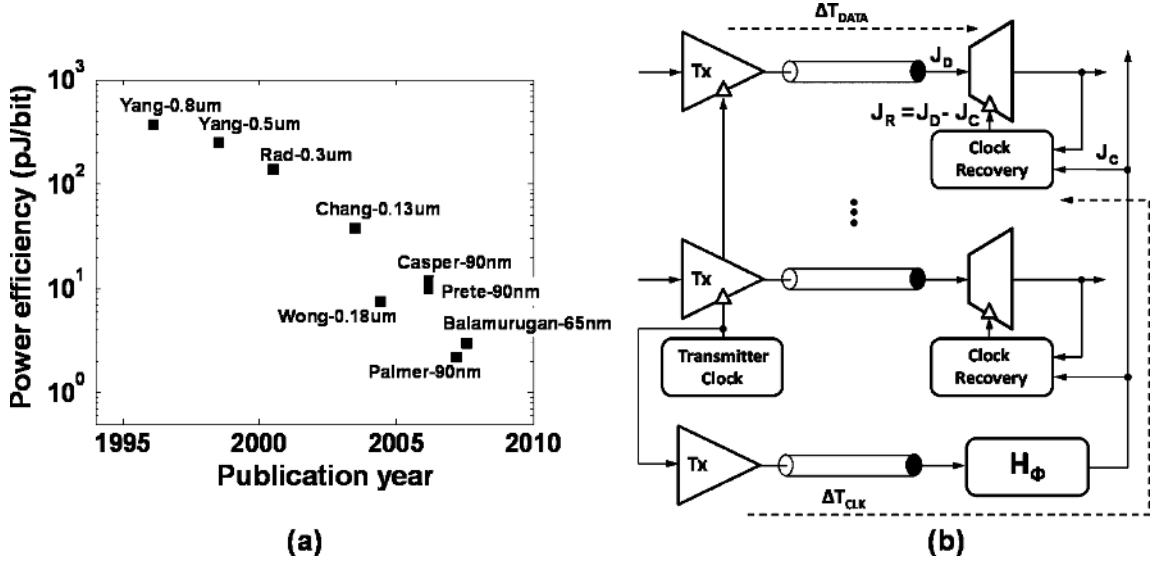 Power efficiency (pJ/bit)
10³
10²
10¹
10⁰
Yang-0.8um
Yang-0.5um
Rad-0.3um
Chang-0.13um
Casper-90nm
Prete-90nm
Wong-0.18um
Balamurugan-65nm
Palmer-90nm
1995 2000 2005 2010
Publication year
(a)
ΔT_DATA
Tx
J_D
J_R = J_D - J_C
Clock
Recovery
J_C
Tx
Transmitter
Clock
Clock
Recovery
Tx
H_Φ
ΔT_CLK
(b)